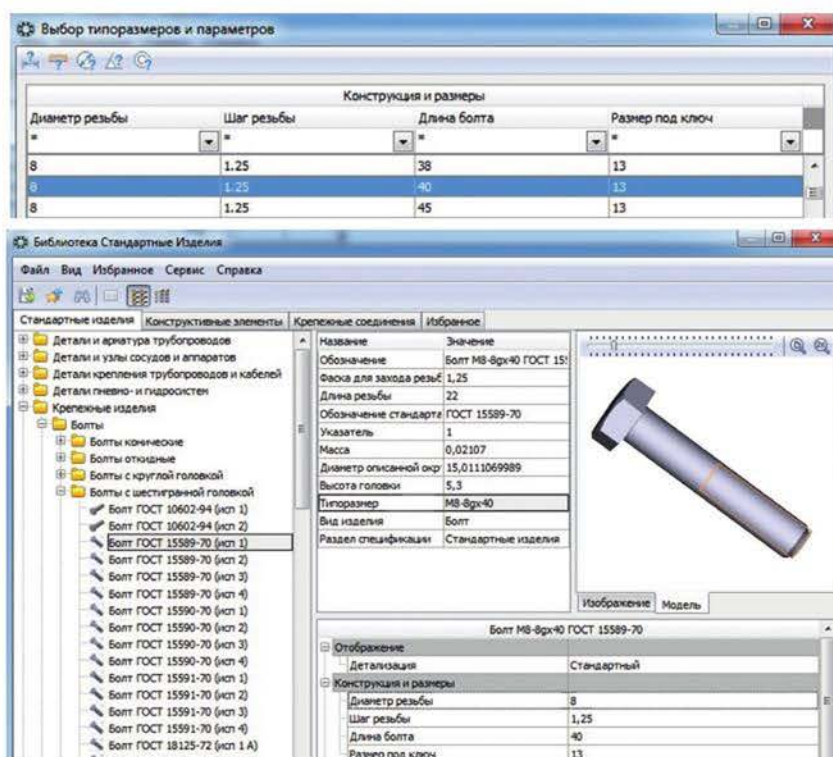 Выбор типоразмеров и параметров
Конструкция и размеры
Диаметр резьбы Шаг резьбы Длина болта Размер под ключ
= = = =
8 1.25 38 13
8 1.25 40 13
8 1.25 45 13
Библиотека Стандартные Изделия
Файл Вид Избранное Сервис Справка
Стандартные изделия Конструктивные элементы Крепежные соединения Избранное
Детали и арматура трубопроводов
Детали и узлы сосудов и аппаратов
Детали крепления трубопроводов и кабелей
Детали пневмо- и гидросистем
Крепежные изделия
Болты
Болты конические
Болты откидные
Болты с круглой головкой
Болты с шестигранной головкой
Болт ГОСТ 10602-94 (исп 1)
Болт ГОСТ 10602-94 (исп 2)
Болт ГОСТ 15589-70 (исп 1)
Болт ГОСТ 15589-70 (исп 2)
Болт ГОСТ 15589-70 (исп 3)
Болт ГОСТ 15589-70 (исп 4)
Болт ГОСТ 15590-70 (исп 1)
Болт ГОСТ 15590-70 (исп 2)
Болт ГОСТ 15590-70 (исп 3)
Болт ГОСТ 15590-70 (исп 4)
Болт ГОСТ 15591-70 (исп 1)
Болт ГОСТ 15591-70 (исп 2)
Болт ГОСТ 15591-70 (исп 3)
Болт ГОСТ 15591-70 (исп 4)
Болт ГОСТ 18125-72 (исп 1 А)
Название Значение
Обозначение Болт М8-8gх40 ГОСТ 15
Фаска для захода резьб 1,25
Длина резьбы 22
Обозначение стандарта ГОСТ 15589-70
Указатель 1
Масса 0,02107
Диаметр описанной окр 15,0111069989
Высота головки 5,3
Типоразмер М8-8gх40
Вид изделия Болт
Раздел спецификации Стандартные изделия
Изображение Модель
Болт М8-8gх40 ГОСТ 15589-70
Отображение
Детализация Стандартный
Конструкция и размеры
Диаметр резьбы 8
Шаг резьбы 1,25
Длина болта 40
Размер под ключ 13